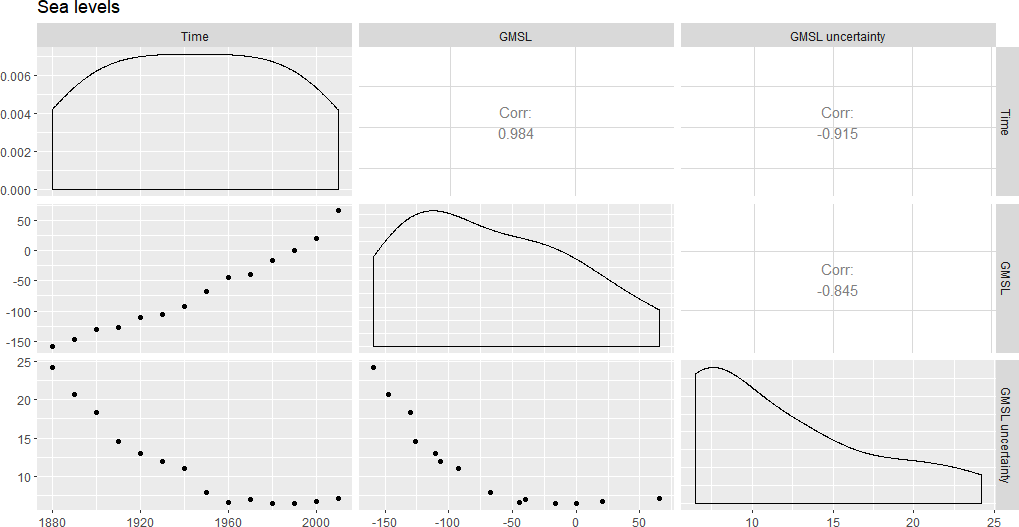 Sea levels
Time GMSL GMSL uncertainty
0.006
0.004
0.002
0.000
Corr:
0.984
Corr:
-0.915
Time
50
0
-50
-100
-150
Corr:
-0.845
GMSL
25
20
15
10
GMSL uncertainty
1880 1920 1960 2000 -150 -100 -50 0 50 10 15 20 25